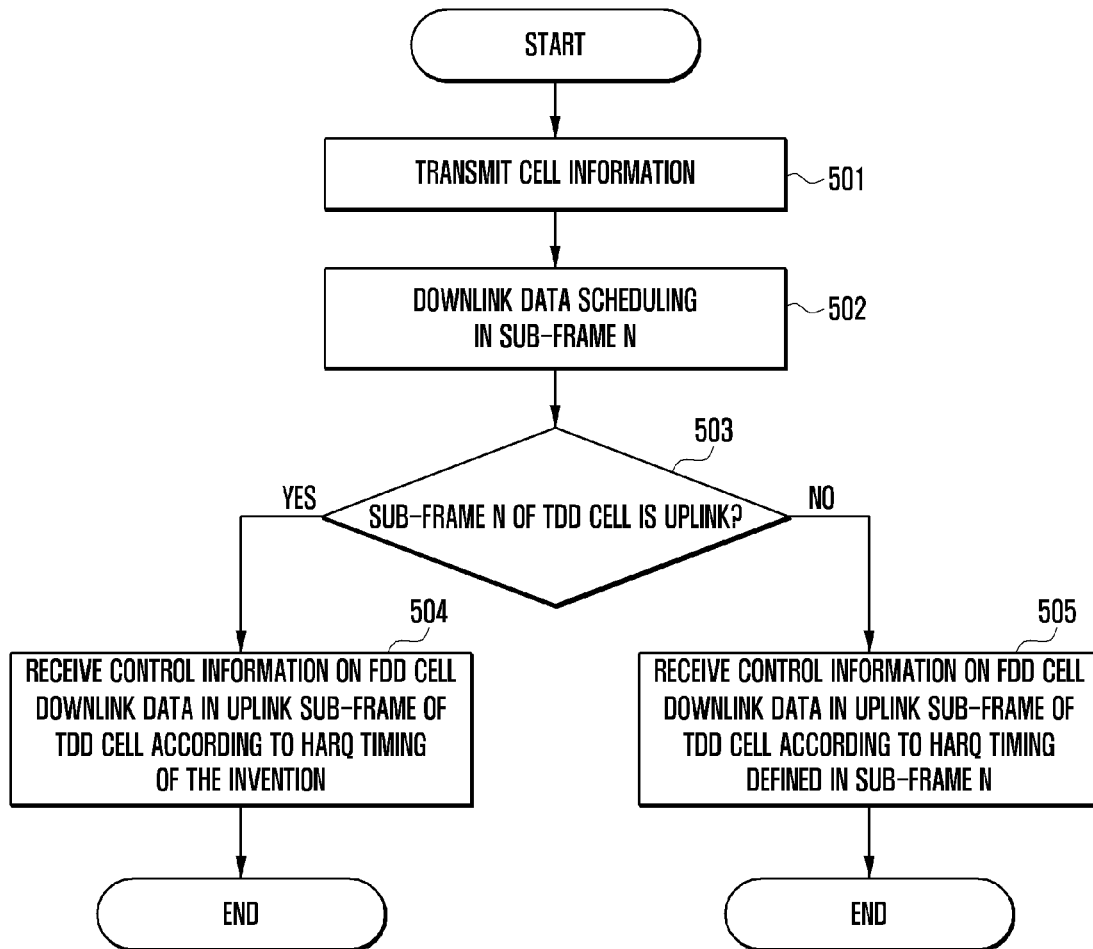 START
TRANSMIT CELL INFORMATION
501
DOWNLINK DATA SCHEDULING
IN SUB-FRAME N
502
503
YES
SUB-FRAME N OF TDD CELL IS UPLINK?
NO
504
RECEIVE CONTROL INFORMATION ON FDD CELL
DOWNLINK DATA IN UPLINK SUB-FRAME OF
TDD CELL ACCORDING TO HARQ TIMING
OF THE INVENTION
505
RECEIVE CONTROL INFORMATION ON FDD CELL
DOWNLINK DATA IN UPLINK SUB-FRAME OF
TDD CELL ACCORDING TO HARQ TIMING
DEFINED IN SUB-FRAME N
END
END